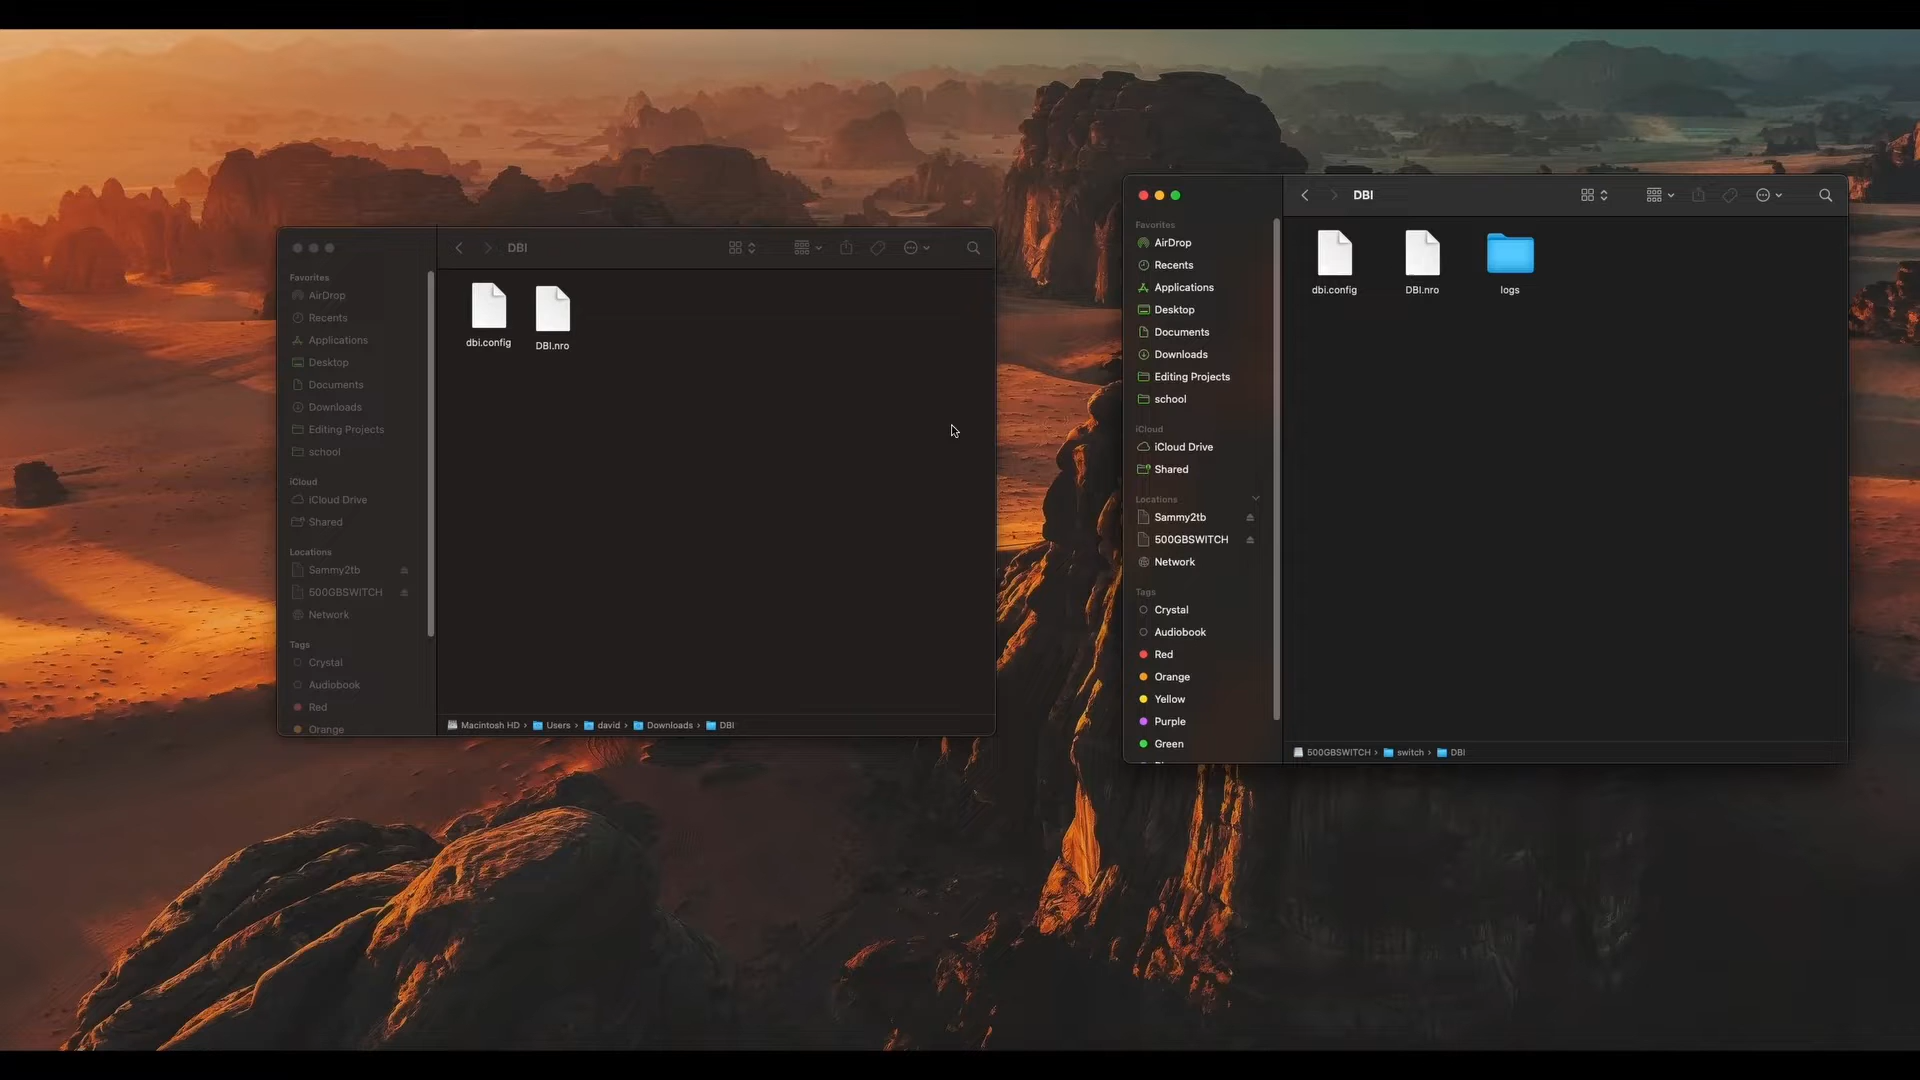 DBI
Favorites
AirDrop
Recents
Applications
Desktop
Documents
Downloads
Editing Projects
school
iCloud
iCloud Drive
Shared
Locations
Sammy2tb
500GBSWITCH
Network
Tags
Crystal
Audiobook
Red
Orange
dbi.config
DBI.nro
Macintosh HD › Users › david › Downloads › DBI
DBI
Favorites
AirDrop
Recents
Applications
Desktop
Documents
Downloads
Editing Projects
school
iCloud
iCloud Drive
Shared
Locations
Sammy2tb
500GBSWITCH
Network
Tags
Crystal
Audiobook
Red
Orange
Yellow
Purple
Green
dbi.config
DBI.nro
logs
500GBSWITCH › switch › DBI